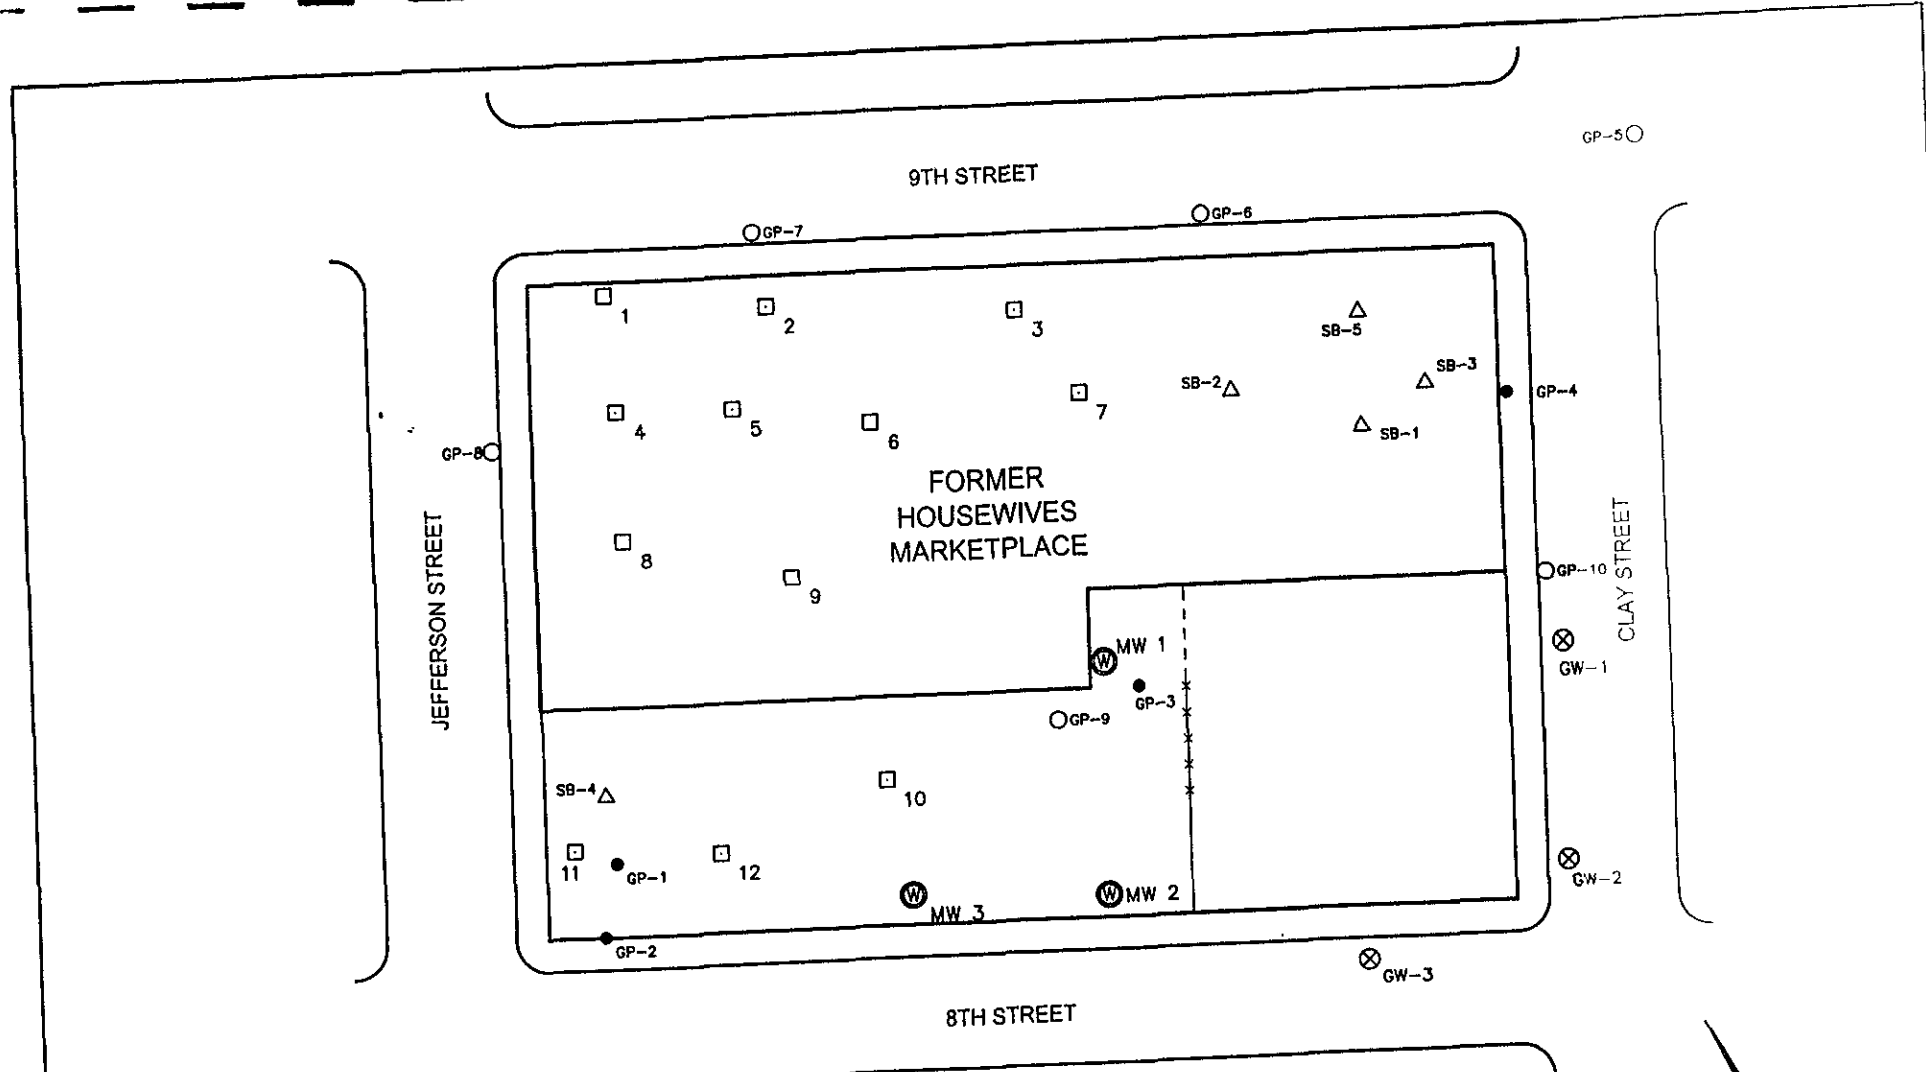 GP-5
9TH STREET
GP-6
GP-7
1
2
3
SB-5
SB-3
SB-2
GP-4
7
4
5
6
SB-1
GP-8
FORMER
HOUSEWIVES
MARKETPLACE
JEFFERSON STREET
CLAY STREET
8
9
GP-10
MW 1
GW-1
GP-3
GP-9
SB-4
10
11
GP-1
12
GW-2
MW 3
MW 2
GP-2
GW-3
8TH STREET